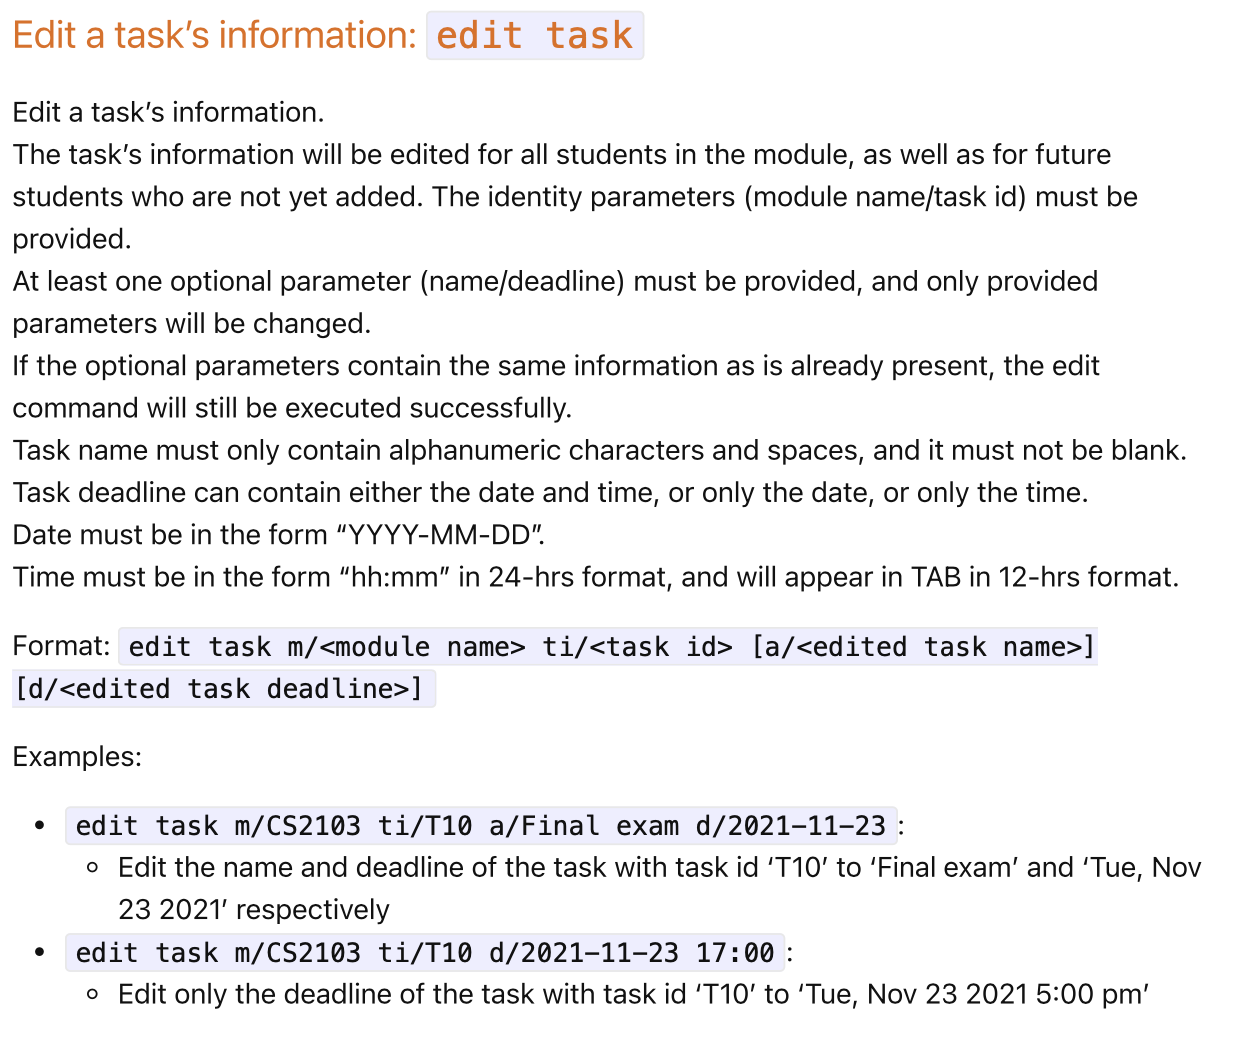 Edit a task’s information: edit task
Edit a task’s information.
The task’s information will be edited for all students in the module, as well as for future
students who are not yet added. The identity parameters (module name/task id) must be
provided.
At least one optional parameter (name/deadline) must be provided, and only provided
parameters will be changed.
If the optional parameters contain the same information as is already present, the edit
command will still be executed successfully.
Task name must only contain alphanumeric characters and spaces, and it must not be blank.
Task deadline can contain either the date and time, or only the date, or only the time.
Date must be in the form “YYYY-MM-DD”.
Time must be in the form “hh:mm” in 24-hrs format, and will appear in TAB in 12-hrs format.
Format: edit task m/<module name> ti/<task id> [a/<edited task name>]
[d/<edited task deadline>]
Examples:
• edit task m/CS2103 ti/T10 a/Final exam d/2021-11-23 :
◦ Edit the name and deadline of the task with task id ‘T10’ to ‘Final exam’ and ‘Tue, Nov
23 2021’ respectively
• edit task m/CS2103 ti/T10 d/2021-11-23 17:00 :
◦ Edit only the deadline of the task with task id ‘T10’ to ‘Tue, Nov 23 2021 5:00 pm’